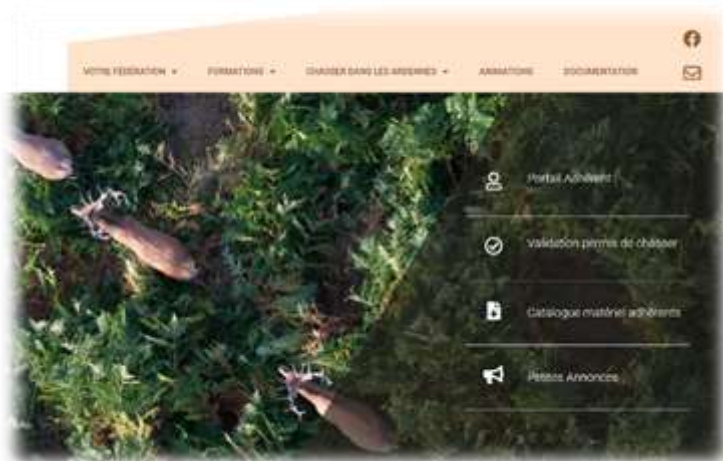 VOTRE FÉDÉRATION
FORMATIONS
CHASSER DANS LES ARDENNES
ANIMATIONS
DOCUMENTATION
Portail Adhérent
Validation permis de chasser
Catalogue matériel adhérents
Petites Annonces